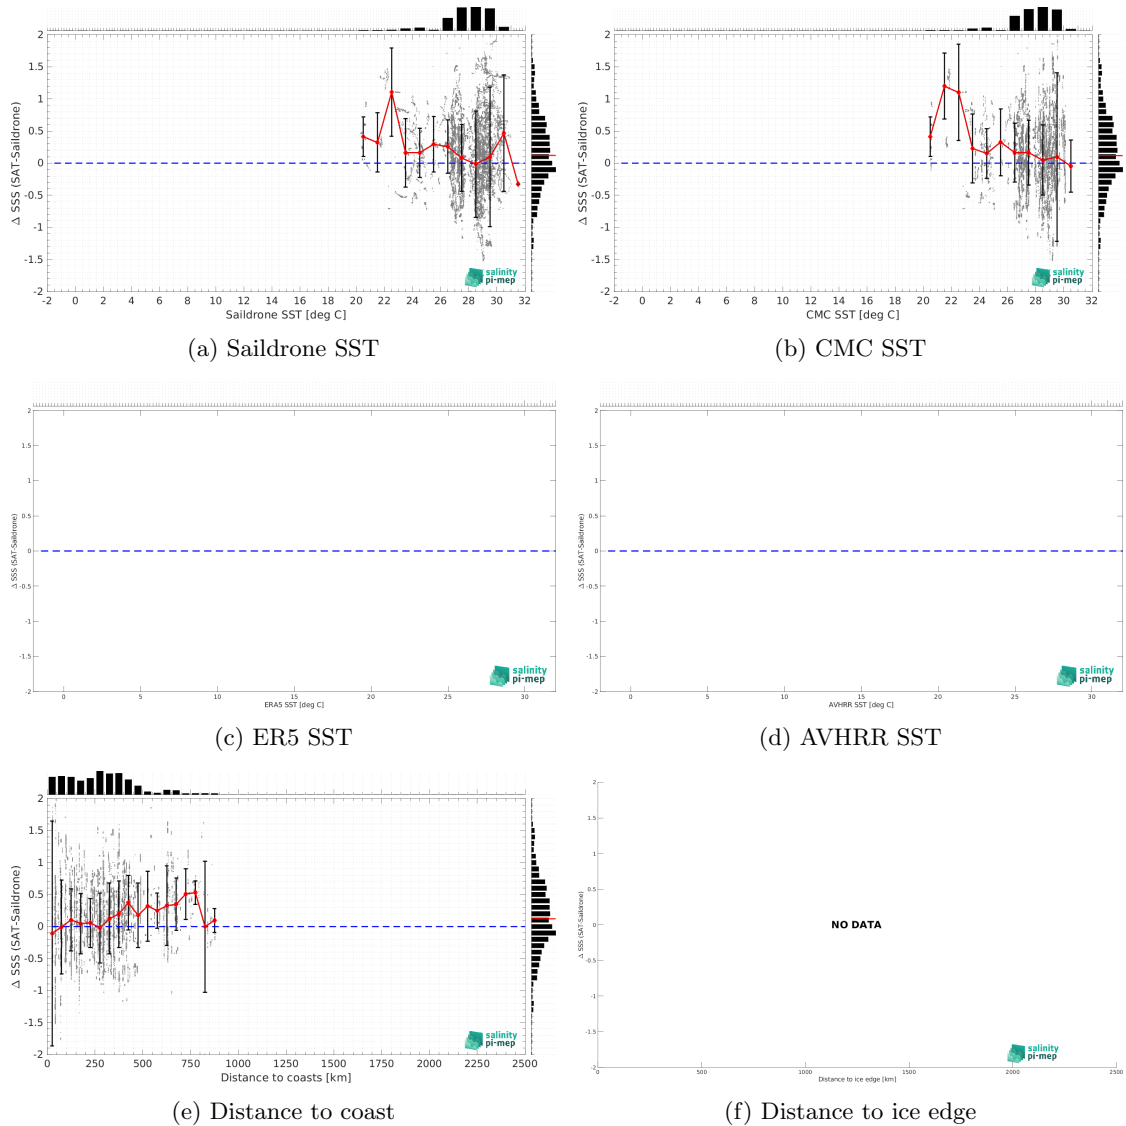 2
1.5
1
0.5
0
-0.5
-1
-1.5
-2
Δ SSS (SAT-Saildrone)
-2 0 2 4 6 8 10 12 14 16 18 20 22 24 26 28 30 32
Saildrone SST [deg C]
salinity
pi-mep
(a) Saildrone SST
2
1.5
1
0.5
0
-0.5
-1
-1.5
-2
Δ SSS (SAT-Saildrone)
-2 0 2 4 6 8 10 12 14 16 18 20 22 24 26 28 30 32
CMC SST [deg C]
salinity
pi-mep
(b) CMC SST
2
1.5
1
0.5
0
-0.5
-1
-1.5
-2
Δ SSS (SAT-Saildrone)
0 5 10 15 20 25 30
ERA5 SST [deg C]
salinity
pi-mep
(c) ER5 SST
2
1.5
1
0.5
0
-0.5
-1
-1.5
-2
Δ SSS (SAT-Saildrone)
0 5 10 15 20 25 30
AVHRR SST [deg C]
salinity
pi-mep
(d) AVHRR SST
2
1.5
1
0.5
0
-0.5
-1
-1.5
-2
Δ SSS (SAT-Saildrone)
0 250 500 750 1000 1250 1500 1750 2000 2250 2500
Distance to coasts [km]
salinity
pi-mep
(e) Distance to coast
2
1.5
1
0.5
0
-0.5
-1
-1.5
-2
Δ SSS (SAT-Saildrone)
NO DATA
0 500 1000 1500 2000 2500
Distance to ice edge [km]
salinity
pi-mep
(f) Distance to ice edge